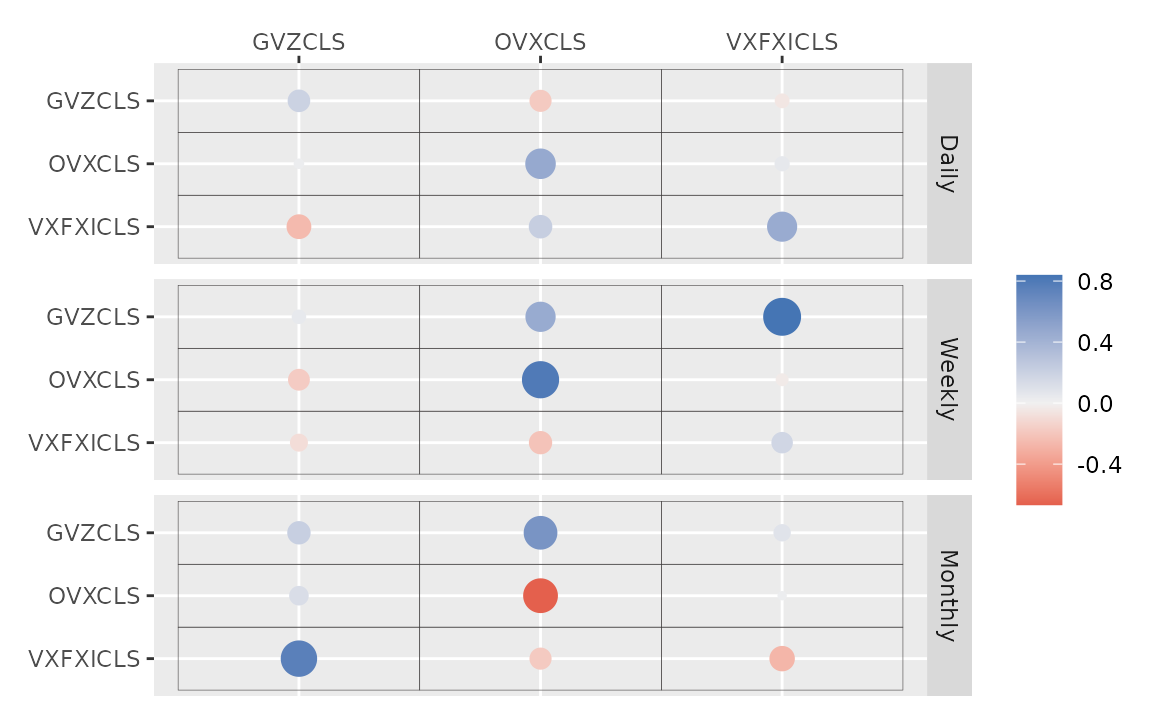 GVZCLS OVXCLS VXFXICLS
GVZCLS
OVXCLS
VXFXICLS
Daily
GVZCLS
OVXCLS
VXFXICLS
Weekly
GVZCLS
OVXCLS
VXFXICLS
Monthly
0.8
0.4
0.0
-0.4